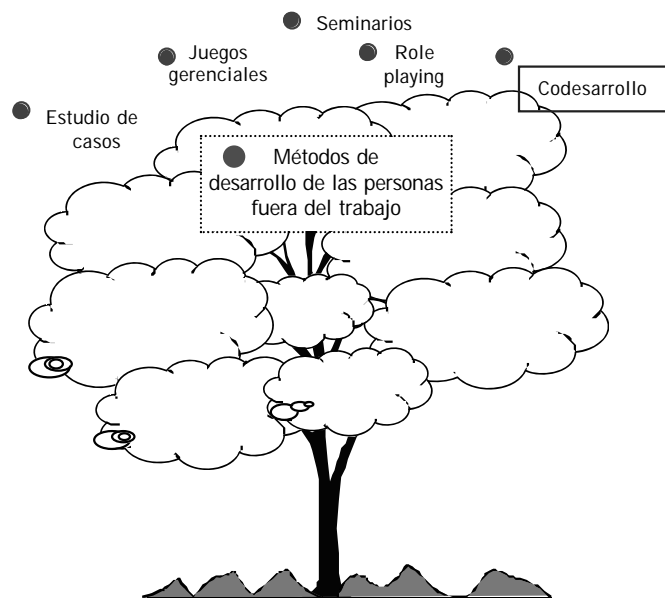 Seminarios
Juegos
gerenciales
Role
playing
Codesarrollo
Estudio de
casos
Métodos de
desarrollo de las personas
fuera del trabajo